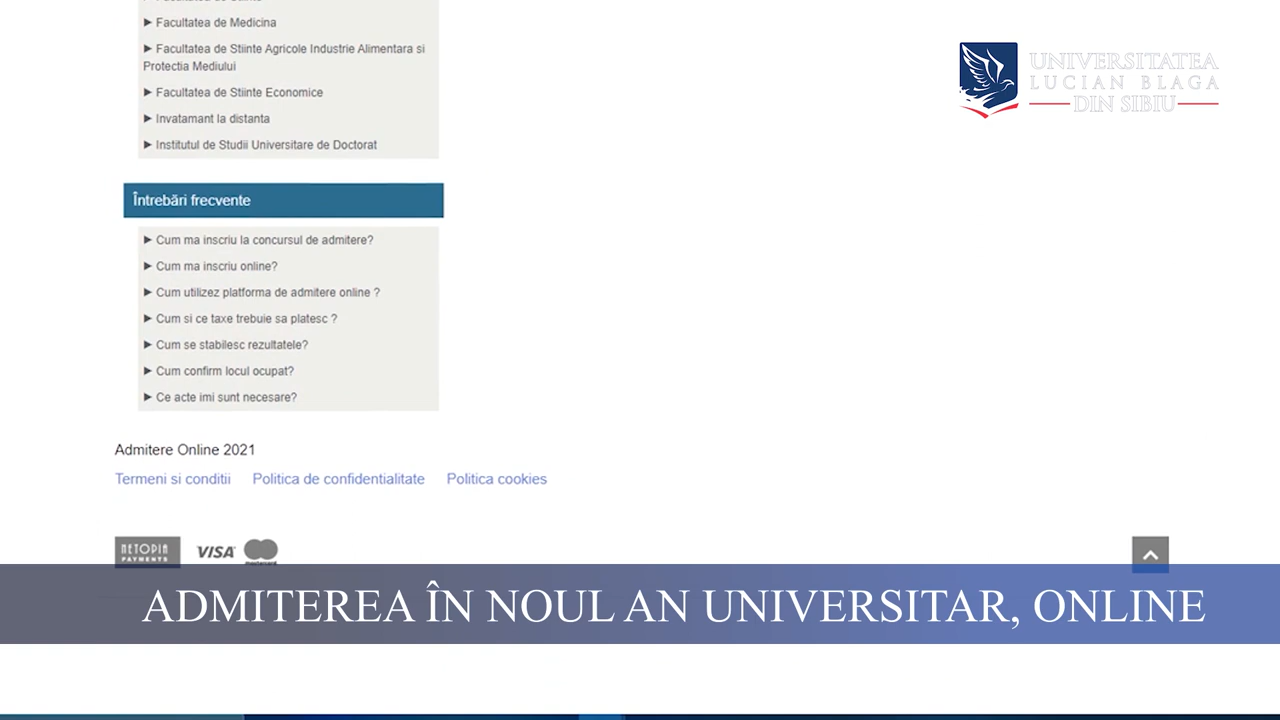 ► Facultatea de Medicina
► Facultatea de Stiinte Agricole Industrie Alimentara si
Protectia Mediului
► Facultatea de Stiinte Economice
► Invatamant la distanta
► Institutul de Studii Universitare de Doctorat
UNIVERSITATEA
LUCIAN BLAGA
DIN SIBIU
Întrebări frecvente
► Cum ma inscriu la concursul de admitere?
► Cum ma inscriu online?
► Cum utilizez platforma de admitere online ?
► Cum si ce taxe trebuie sa platesc ?
► Cum se stabilesc rezultatele?
► Cum confirm locul ocupat?
► Ce acte imi sunt necesare?
Admitere Online 2021
Termeni si conditii Politica de confidentialitate Politica cookies
NETOPIA
PAYMENTS
VISA
mastercard
ADMITEREA ÎN NOUL AN UNIVERSITAR, ONLINE